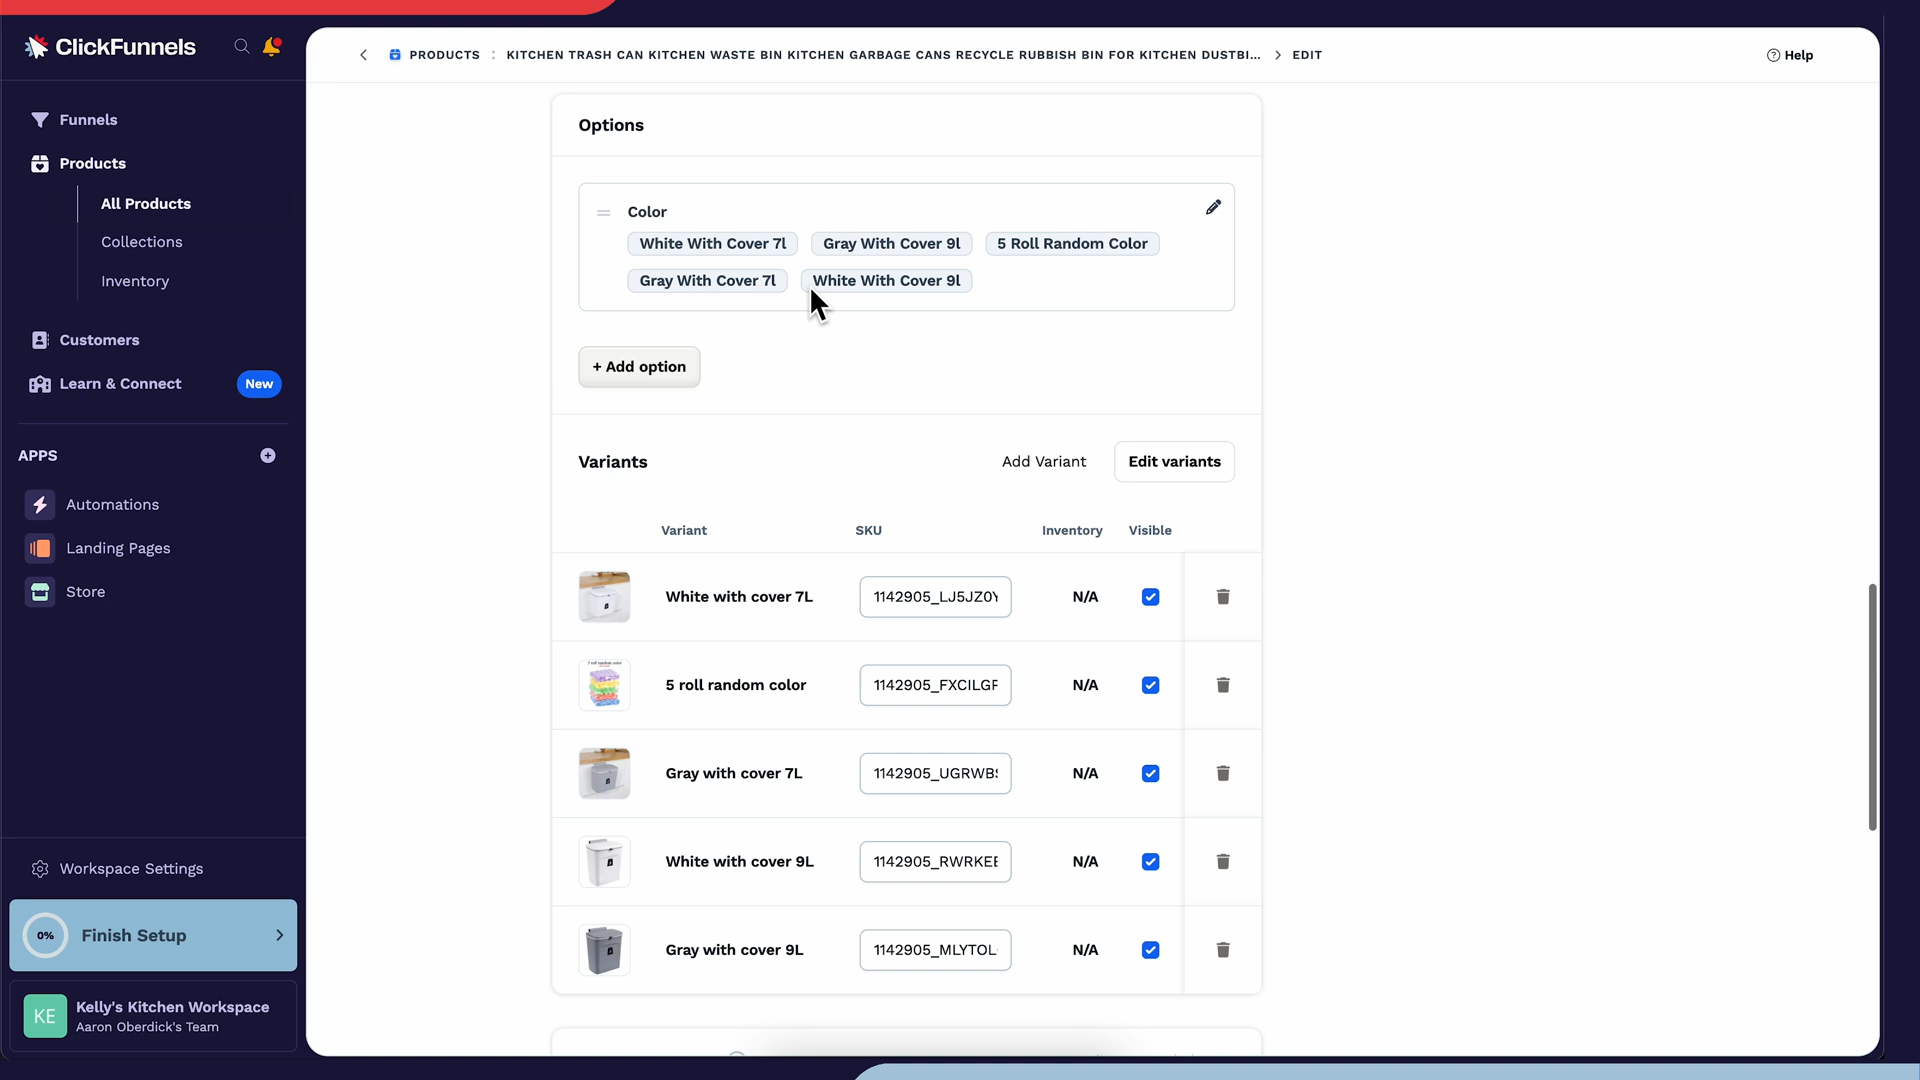 ClickFunnels
PRODUCTS : KITCHEN TRASH CAN KITCHEN WASTE BIN KITCHEN GARBAGE CANS RECYCLE RUBBISH BIN FOR KITCHEN DUSTBI... > EDIT
Help
Funnels
Products
All Products
Collections
Inventory
Customers
Learn & Connect
New
APPS
Automations
Landing Pages
Store
Workspace Settings
0%
Finish Setup
KE
Kelly's Kitchen Workspace
Aaron Oberdick's Team
Options
Color
White With Cover 7l
Gray With Cover 9l
5 Roll Random Color
Gray With Cover 7l
White With Cover 9l
+ Add option
Variants
Add Variant
Edit variants
Variant SKU Inventory Visible
White with cover 7L 1142905_LJ5JZ0Y N/A
5 roll random color 1142905_FXCILGF N/A
Gray with cover 7L 1142905_UGRWBS N/A
White with cover 9L 1142905_RWRKEE N/A
Gray with cover 9L 1142905_MLYTOL N/A